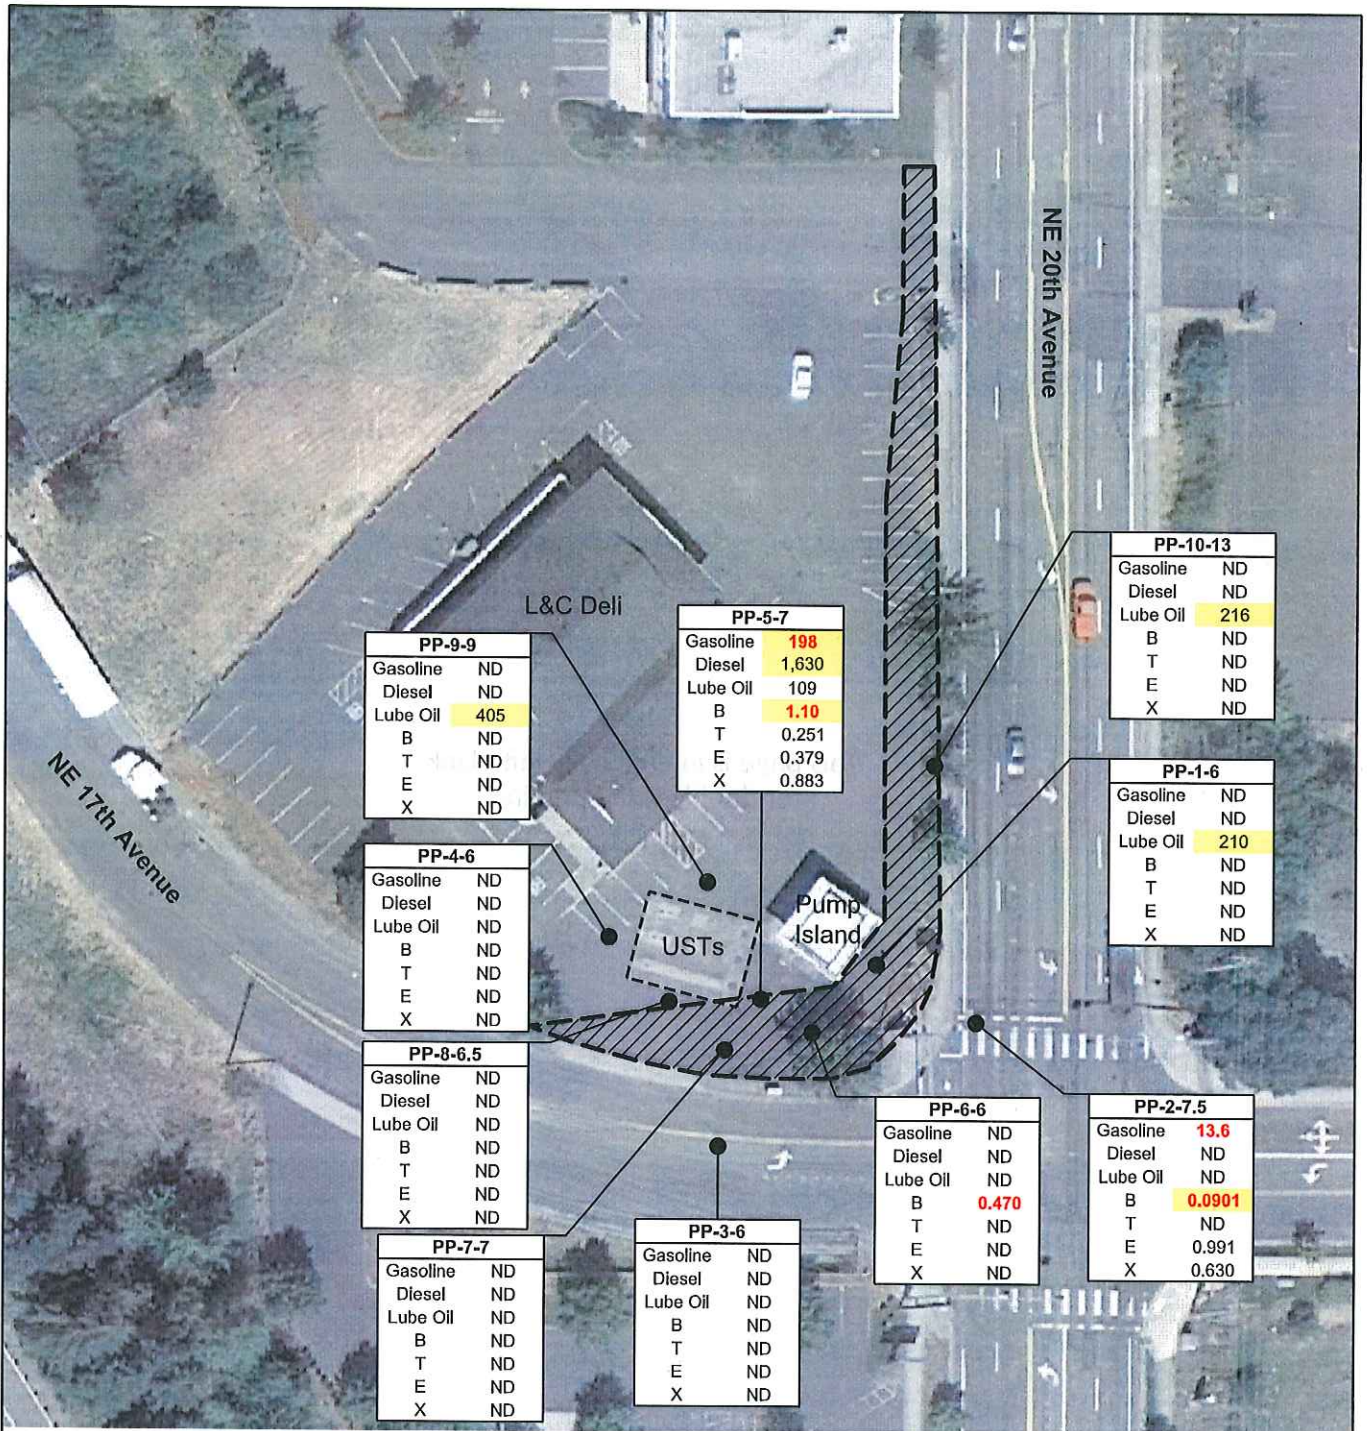 NE 20th Avenue
PP-10-13
Gasoline ND
Diesel ND
Lube Oil 216
B ND
T ND
E ND
X ND
L&C Deli
PP-5-7
Gasoline 198
Diesel 1,630
Lube Oil 109
B 1.10
T 0.251
E 0.379
X 0.883
PP-9-9
Gasoline ND
Diesel ND
Lube Oil 405
B ND
T ND
E ND
X ND
NE 17th Avenue
PP-1-6
Gasoline ND
Diesel ND
Lube Oil 210
B ND
T ND
E ND
X ND
PP-4-6
Gasoline ND
Diesel ND
Lube Oil ND
B ND
T ND
E ND
X ND
Pump
Island
USTs
PP-8-6.5
Gasoline ND
Diesel ND
Lube Oil ND
B ND
T ND
E ND
X ND
PP-6-6
Gasoline ND
Diesel ND
Lube Oil ND
B 0.470
T ND
E ND
X ND
PP-2-7.5
Gasoline 13.6
Diesel ND
Lube Oil ND
B 0.0901
T ND
E 0.991
X 0.630
PP-7-7
Gasoline ND
Diesel ND
Lube Oil ND
B ND
T ND
E ND
X ND
PP-3-6
Gasoline ND
Diesel ND
Lube Oil ND
B ND
T ND
E ND
X ND